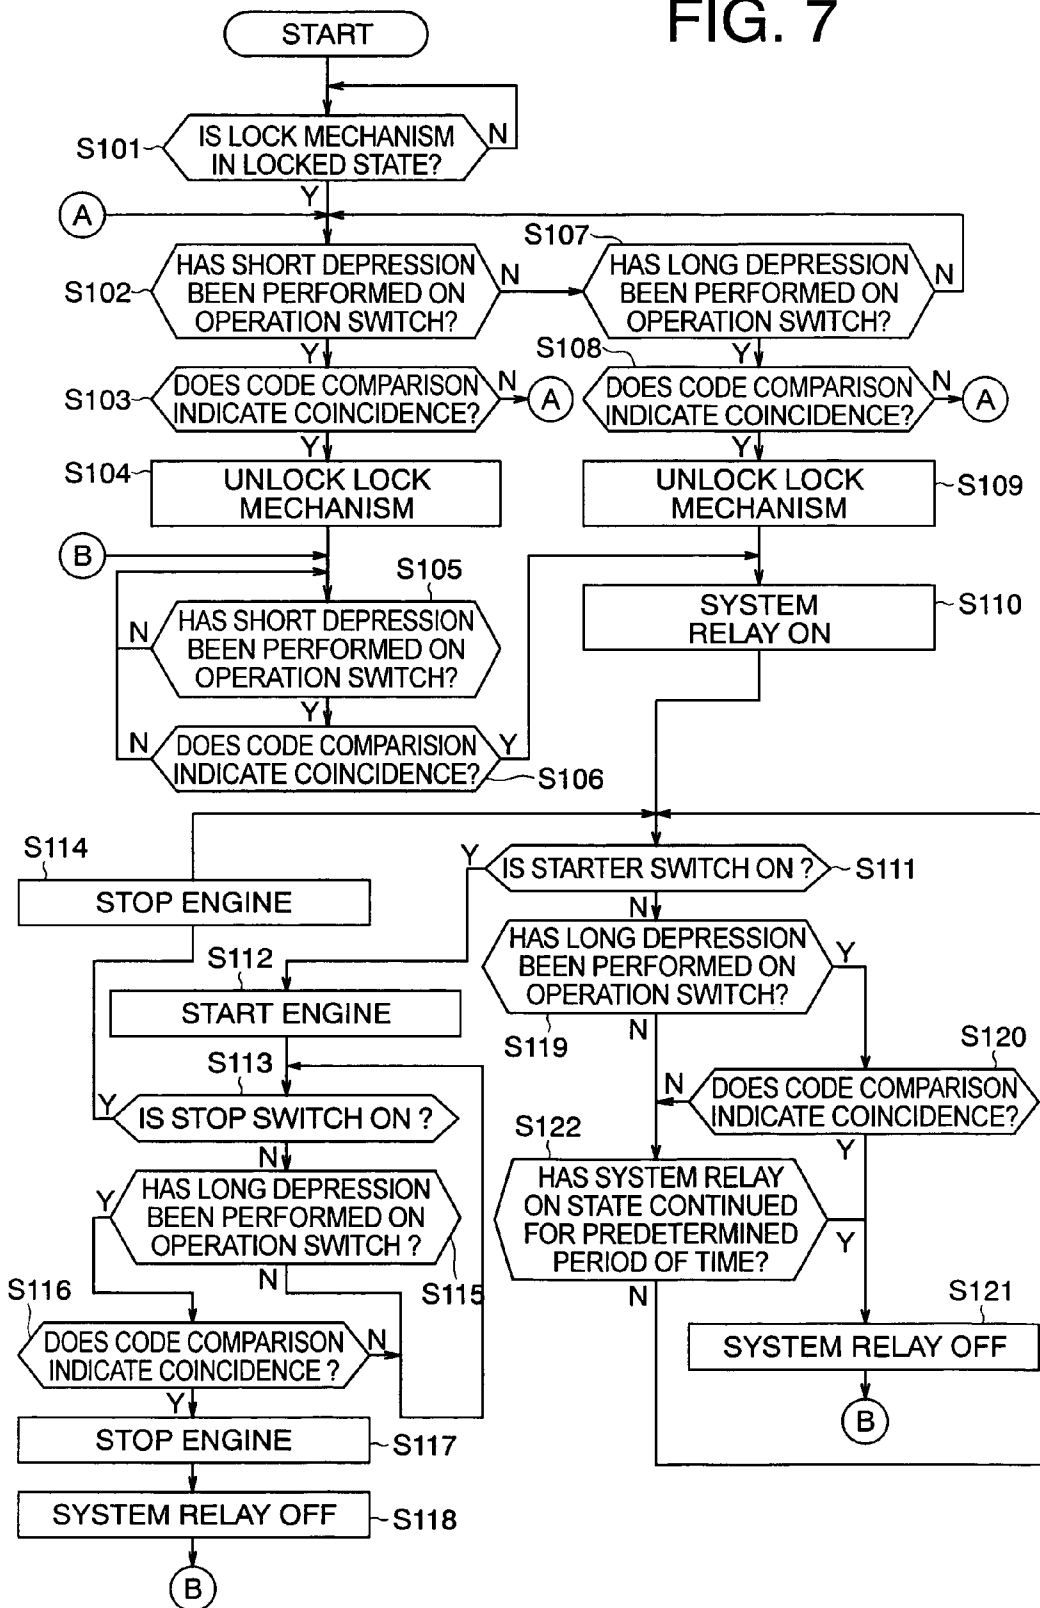 FIG. 7
START
S101
IS LOCK MECHANISM
IN LOCKED STATE?
N
Y
A
S102
HAS SHORT DEPRESSION
BEEN PERFORMED ON
OPERATION SWITCH?
N
Y
S107
HAS LONG DEPRESSION
BEEN PERFORMED ON
OPERATION SWITCH?
N
Y
S103
DOES CODE COMPARISON
INDICATE COINCIDENCE?
N
A
Y
S108
DOES CODE COMPARISON
INDICATE COINCIDENCE?
N
A
Y
S104
UNLOCK LOCK
MECHANISM
UNLOCK LOCK
MECHANISM
S109
B
S105
HAS SHORT DEPRESSION
BEEN PERFORMED ON
OPERATION SWITCH?
N
Y
SYSTEM
RELAY ON
S110
DOES CODE COMPARISION
INDICATE COINCIDENCE?
N
Y
S106
S114
STOP ENGINE
Y
IS STARTER SWITCH ON ?
S111
N
HAS LONG DEPRESSION
BEEN PERFORMED ON
OPERATION SWITCH?
Y
N
S119
S112
START ENGINE
S113
Y
IS STOP SWITCH ON ?
N
S120
DOES CODE COMPARISON
INDICATE COINCIDENCE?
N
Y
S122
HAS SYSTEM RELAY
ON STATE CONTINUED
FOR PREDETERMINED
PERIOD OF TIME?
Y
N
Y
HAS LONG DEPRESSION
BEEN PERFORMED ON
OPERATION SWITCH ?
N
S115
S116
DOES CODE COMPARISON
INDICATE COINCIDENCE ?
N
Y
S121
SYSTEM RELAY OFF
B
STOP ENGINE
S117
SYSTEM RELAY OFF
S118
B